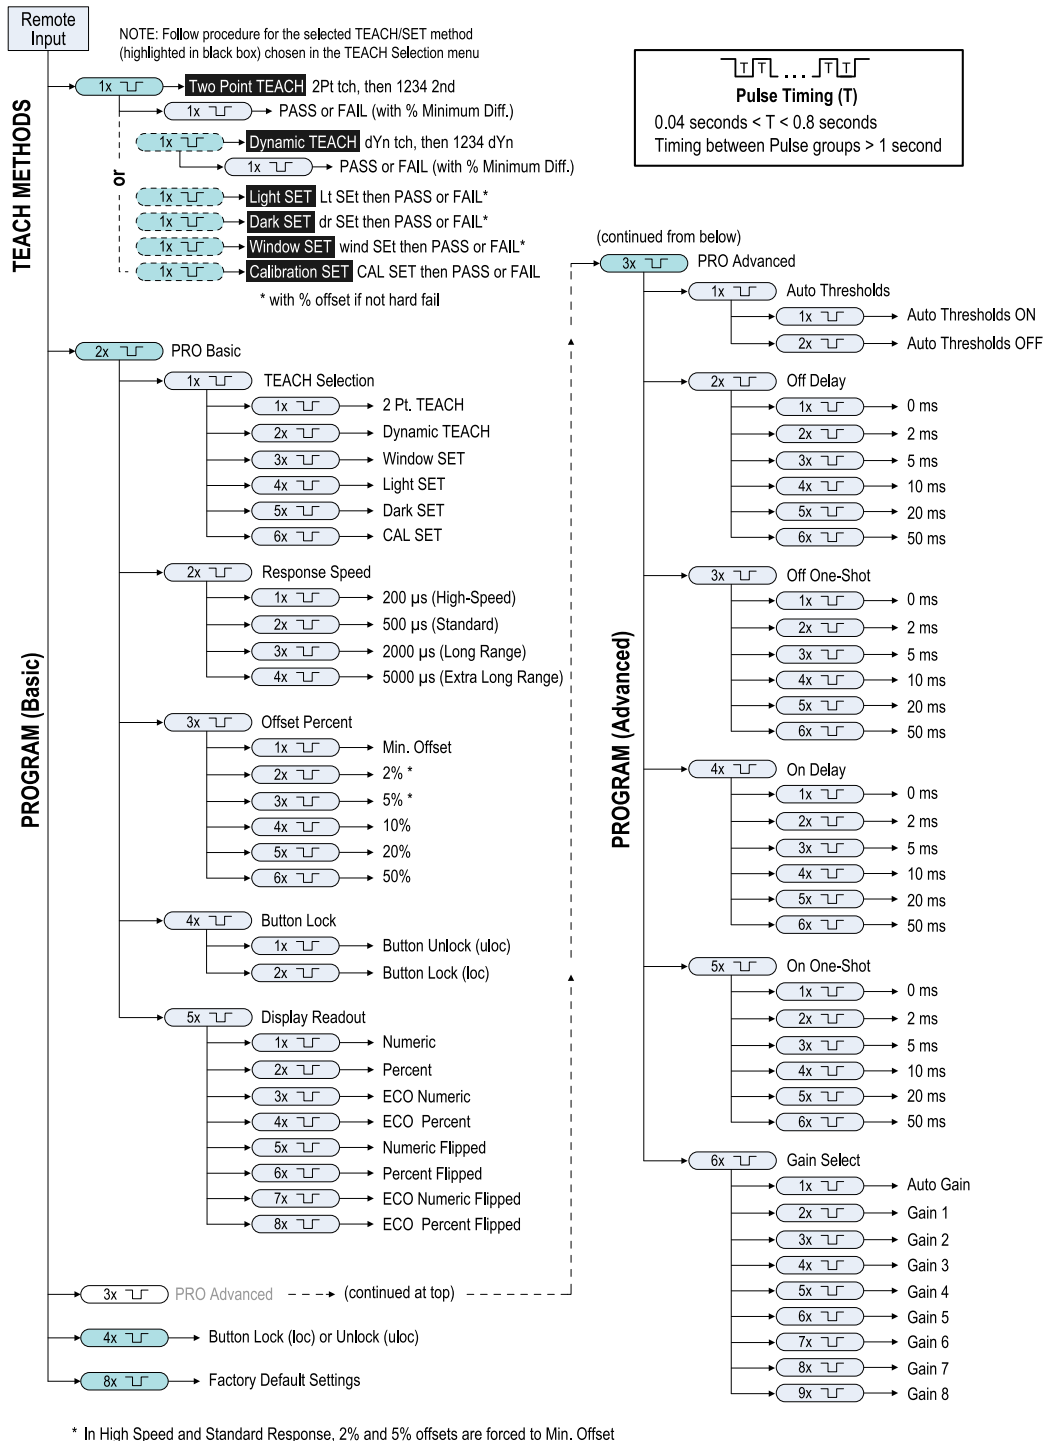 Remote
Input
NOTE: Follow procedure for the selected TEACH/SET method
(highlighted in black box) chosen in the TEACH Selection menu
TEACH METHODS
1x Two Point TEACH 2Pt tch, then 1234 2nd
1x PASS or FAIL (with % Minimum Diff.)
or
1x Dynamic TEACH dYn tch, then 1234 dYn
1x PASS or FAIL (with % Minimum Diff.)
1x Light SET Lt SEt then PASS or FAIL*
1x Dark SET dr SEt then PASS or FAIL*
1x Window SET wind SEt then PASS or FAIL*
1x Calibration SET CAL SET then PASS or FAIL
* with % offset if not hard fail
T T ... T T
Pulse Timing (T)
0.04 seconds < T < 0.8 seconds
Timing between Pulse groups > 1 second
PROGRAM (Basic)
2x PRO Basic
1x TEACH Selection
1x 2 Pt. TEACH
2x Dynamic TEACH
3x Window SET
4x Light SET
5x Dark SET
6x CAL SET
2x Response Speed
1x 200 µs (High-Speed)
2x 500 µs (Standard)
3x 2000 µs (Long Range)
4x 5000 µs (Extra Long Range)
3x Offset Percent
1x Min. Offset
2x 2% *
3x 5% *
4x 10%
5x 20%
6x 50%
4x Button Lock
1x Button Unlock (uloc)
2x Button Lock (loc)
5x Display Readout
1x Numeric
2x Percent
3x ECO Numeric
4x ECO Percent
5x Numeric Flipped
6x Percent Flipped
7x ECO Numeric Flipped
8x ECO Percent Flipped
3x PRO Advanced (continued at top)
4x Button Lock (loc) or Unlock (uloc)
8x Factory Default Settings
(continued from below)
PROGRAM (Advanced)
3x PRO Advanced
1x Auto Thresholds
1x Auto Thresholds ON
2x Auto Thresholds OFF
2x Off Delay
1x 0 ms
2x 2 ms
3x 5 ms
4x 10 ms
5x 20 ms
6x 50 ms
3x Off One-Shot
1x 0 ms
2x 2 ms
3x 5 ms
4x 10 ms
5x 20 ms
6x 50 ms
4x On Delay
1x 0 ms
2x 2 ms
3x 5 ms
4x 10 ms
5x 20 ms
6x 50 ms
5x On One-Shot
1x 0 ms
2x 2 ms
3x 5 ms
4x 10 ms
5x 20 ms
6x 50 ms
6x Gain Select
1x Auto Gain
2x Gain 1
3x Gain 2
4x Gain 3
5x Gain 4
6x Gain 5
7x Gain 6
8x Gain 7
9x Gain 8
* In High Speed and Standard Response, 2% and 5% offsets are forced to Min. Offset